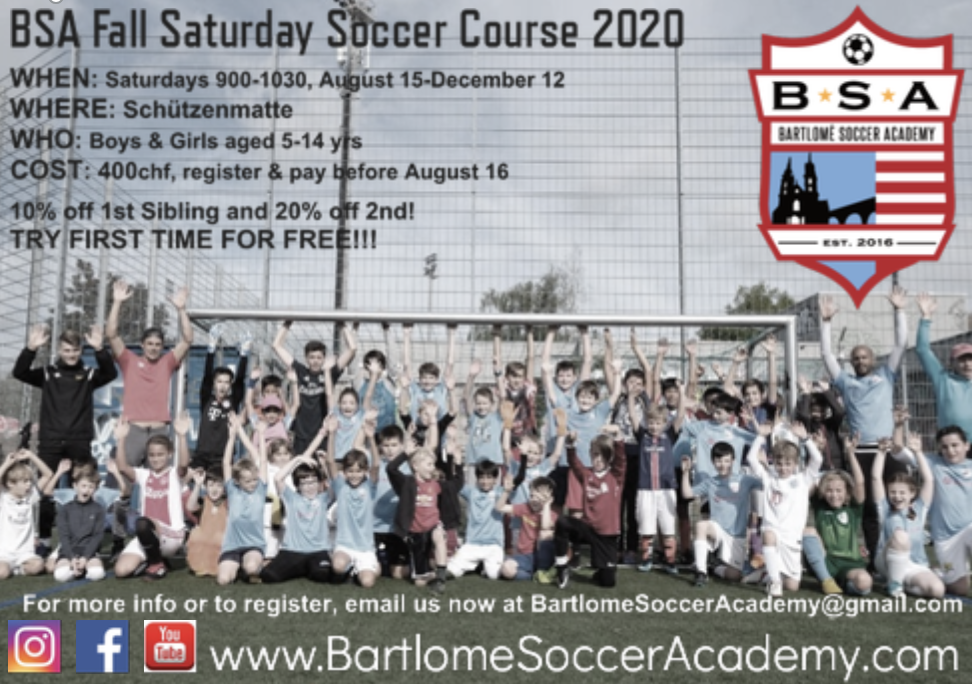 BSA Fall Saturday Soccer Course 2020
WHEN: Saturdays 900-1030, August 15-December 12
WHERE: Schützenmatte
WHO: Boys & Girls aged 5-14 yrs
COST: 400chf, register & pay before August 16
10% off 1st Sibling and 20% off 2nd!
TRY FIRST TIME FOR FREE!!!
B★S★A
BARTLOMÉ SOCCER ACADEMY
EST. 2016
For more info or to register, email us now at BartlomeSoccerAcademy@gmail.com
You
Tube
www.BartlomeSoccerAcademy.com